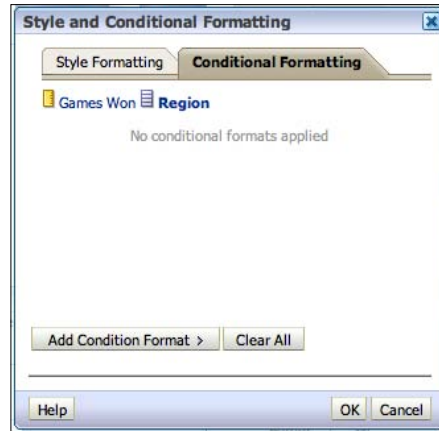 Style and Conditional Formatting
Style Formatting Conditional Formatting
Games Won Region
No conditional formats applied
Add Condition Format > Clear All
Help OK Cancel